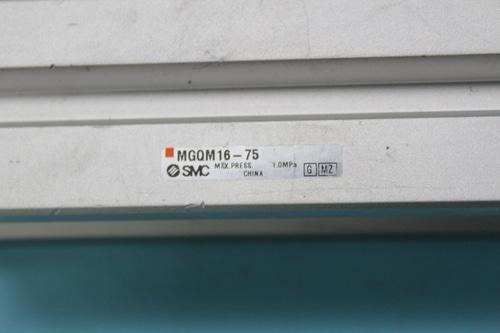 MGQM16-75
SMC MAX.PRESS. 1.0MPa
CHINA G MZ